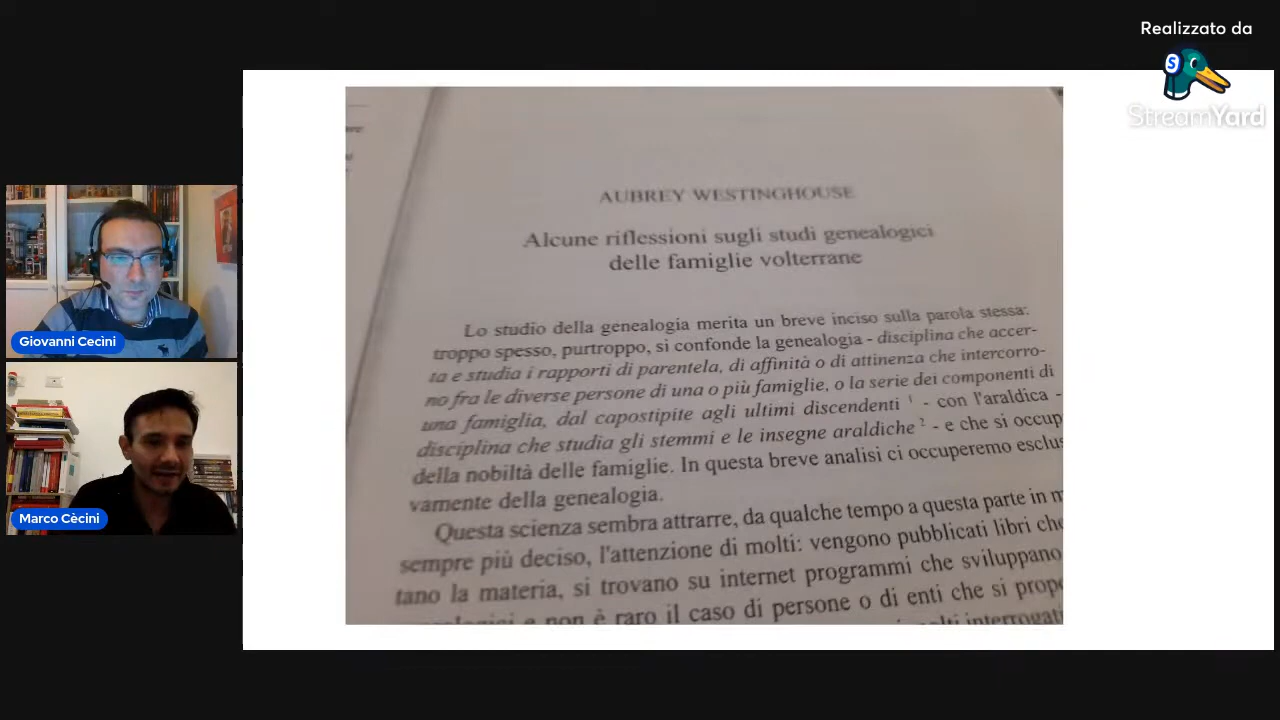 Realizzato da
StreamYard
Giovanni Cecini
Marco Cècini
AUBREY WESTINGHOUSE
Alcune riflessioni sugli studi genealogici
delle famiglie volterrane
Lo studio della genealogia merita un breve inciso sulla parola stessa:
troppo spesso, purtroppo, si confonde la genealogia - disciplina che accer-
ta e studia i rapporti di parentela, di affinità o di attinenza che intercorro-
no fra le diverse persone di una o più famiglie, o la serie dei componenti di
una famiglia, dal capostipite agli ultimi discendenti ¹ - con l'araldica -
disciplina che studia gli stemmi e le insegne araldiche ² - e che si occup
della nobiltà delle famiglie. In questa breve analisi ci occuperemo esclus
vamente della genealogia.
Questa scienza sembra attrarre, da qualche tempo a questa parte in m
sempre più deciso, l'attenzione di molti: vengono pubblicati libri che
tano la materia, si trovano su internet programmi che sviluppano
e non è raro il caso di persone o di enti che si prop
interrogati